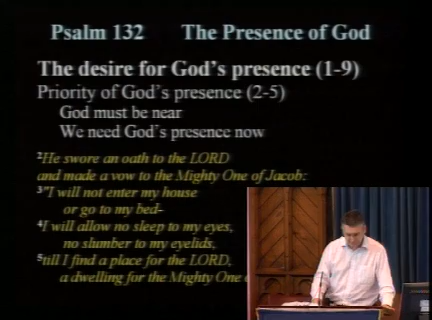 Psalm 132 The Presence of God
The desire for God's presence (1-9)
Priority of God's presence (2-5)
God must be near
We need God's presence now
²He swore an oath to the LORD
and made a vow to the Mighty One of Jacob:
³"I will not enter my house
or go to my bed-
⁴I will allow no sleep to my eyes,
no slumber to my eyelids,
⁵till I find a place for the LORD,
a dwelling for the Mighty One